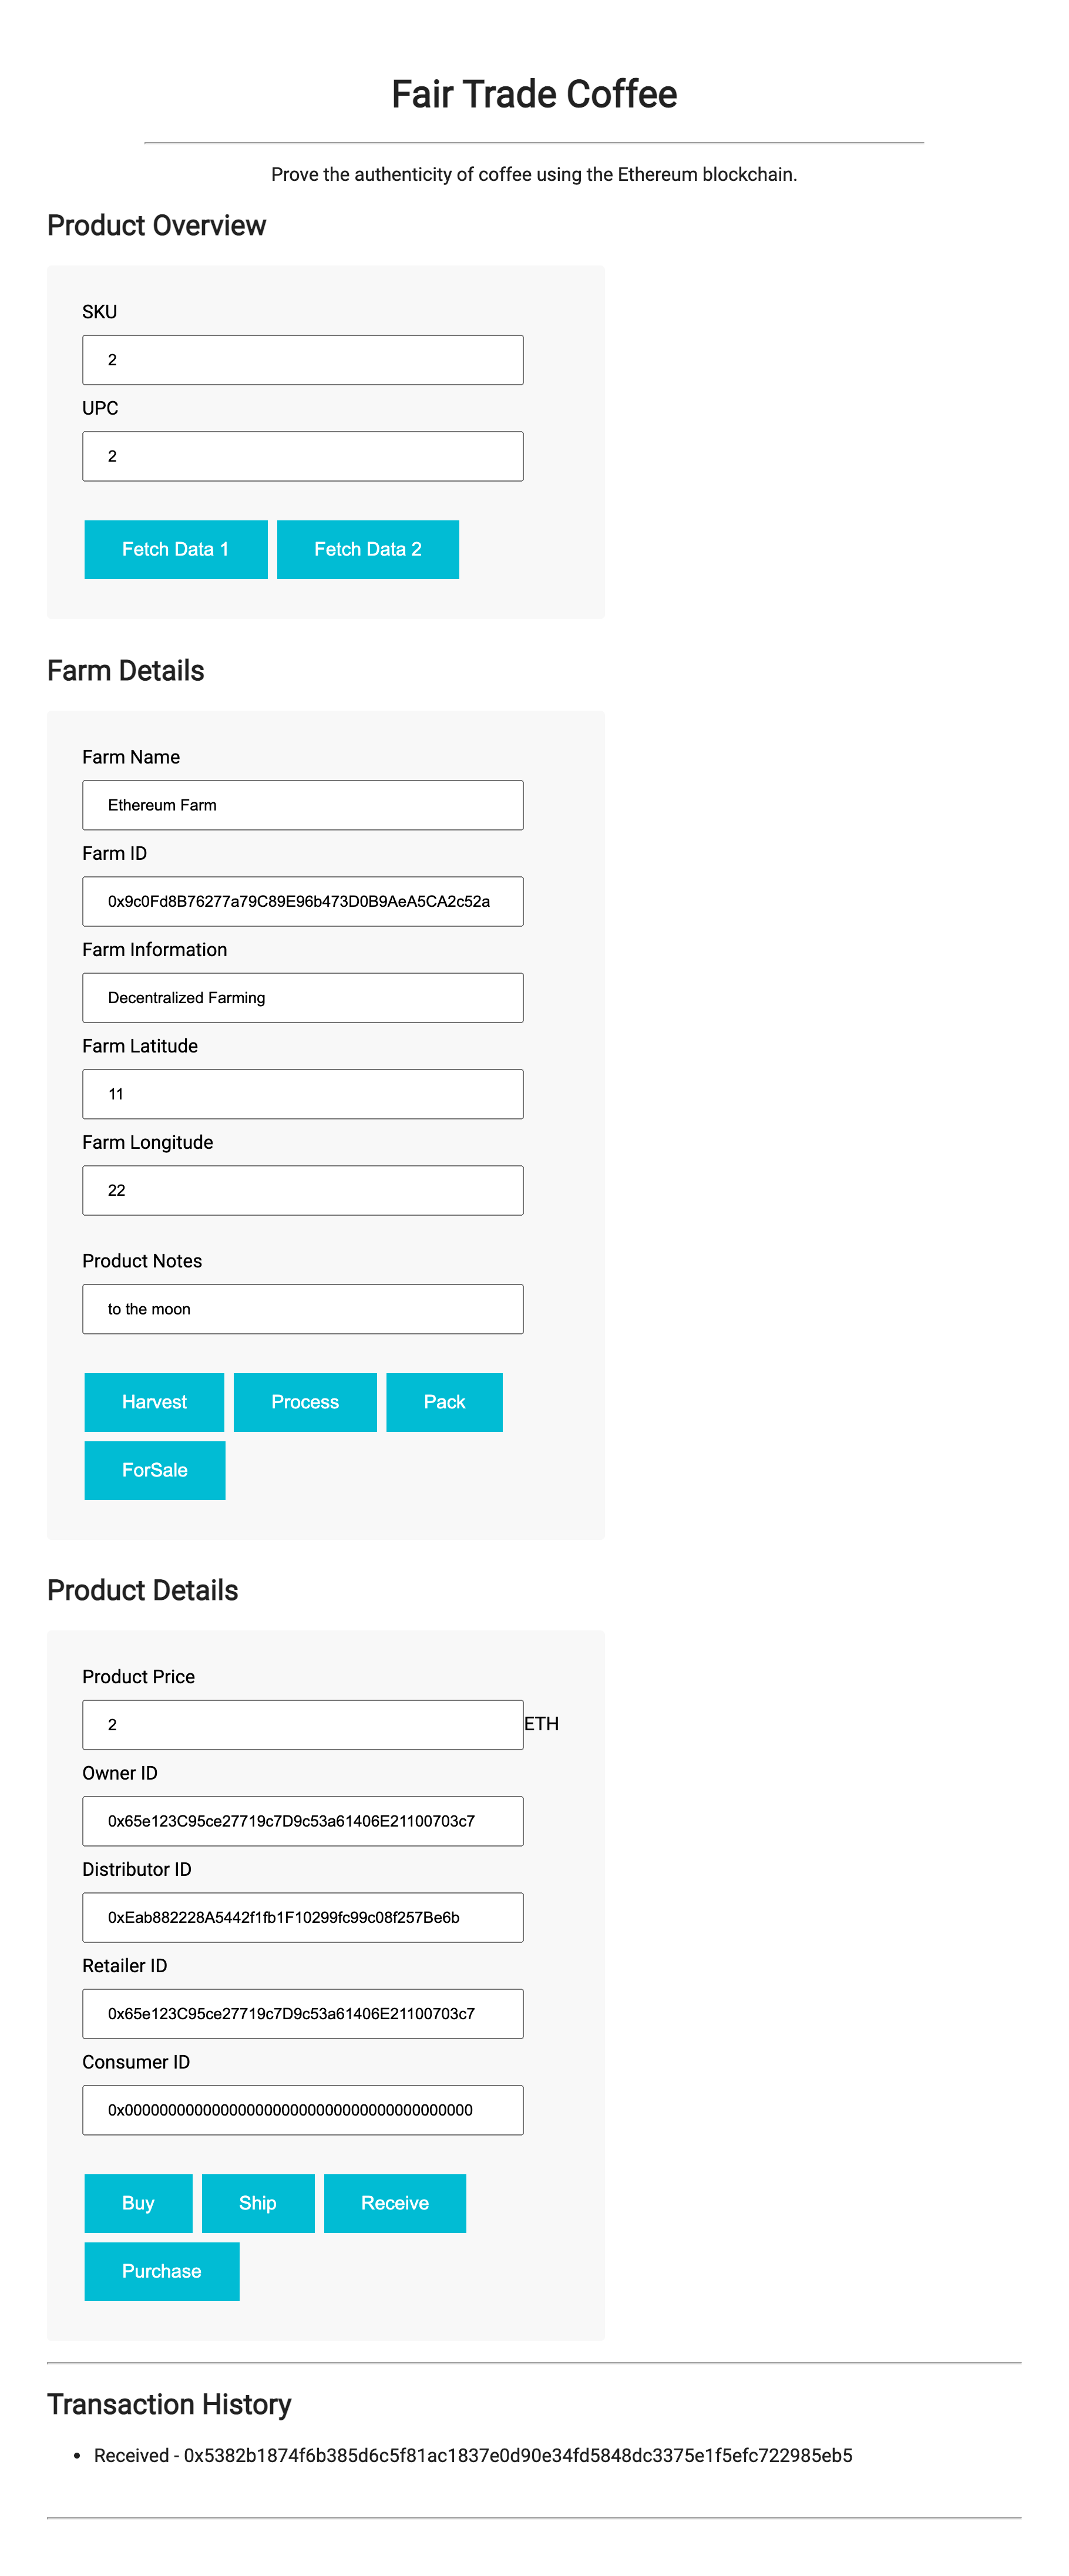 Fair Trade Coffee
Prove the authenticity of coffee using the Ethereum blockchain.
Product Overview
SKU
2
UPC
2
Fetch Data 1 Fetch Data 2
Farm Details
Farm Name
Ethereum Farm
Farm ID
0x9c0Fd8B76277a79C89E96b473D0B9AeA5CA2c52a
Farm Information
Decentralized Farming
Farm Latitude
11
Farm Longitude
22
Product Notes
to the moon
Harvest Process Pack
ForSale
Product Details
Product Price
2 ETH
Owner ID
0x65e123C95ce27719c7D9c53a61406E21100703c7
Distributor ID
0xEab882228A5442f1fb1F10299fc99c08f257Be6b
Retailer ID
0x65e123C95ce27719c7D9c53a61406E21100703c7
Consumer ID
0x0000000000000000000000000000000000000000
Buy Ship Receive
Purchase
Transaction History
• Received - 0x5382b1874f6b385d6c5f81ac1837e0d90e34fd5848dc3375e1f5efc722985eb5